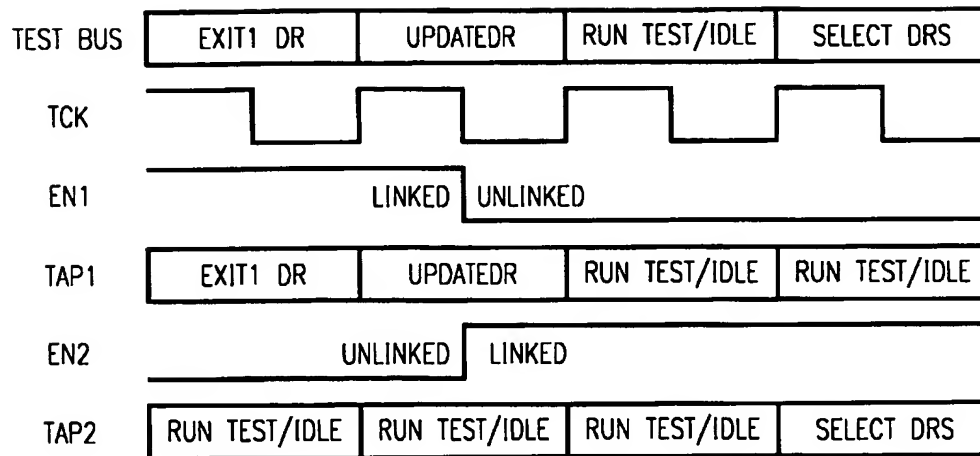 TEST BUS EXIT1 DR UPDATEDR RUN TEST/IDLE SELECT DRS
TCK
EN1 LINKED UNLINKED
TAP1 EXIT1 DR UPDATEDR RUN TEST/IDLE RUN TEST/IDLE
EN2 UNLINKED LINKED
TAP2 RUN TEST/IDLE RUN TEST/IDLE RUN TEST/IDLE SELECT DRS